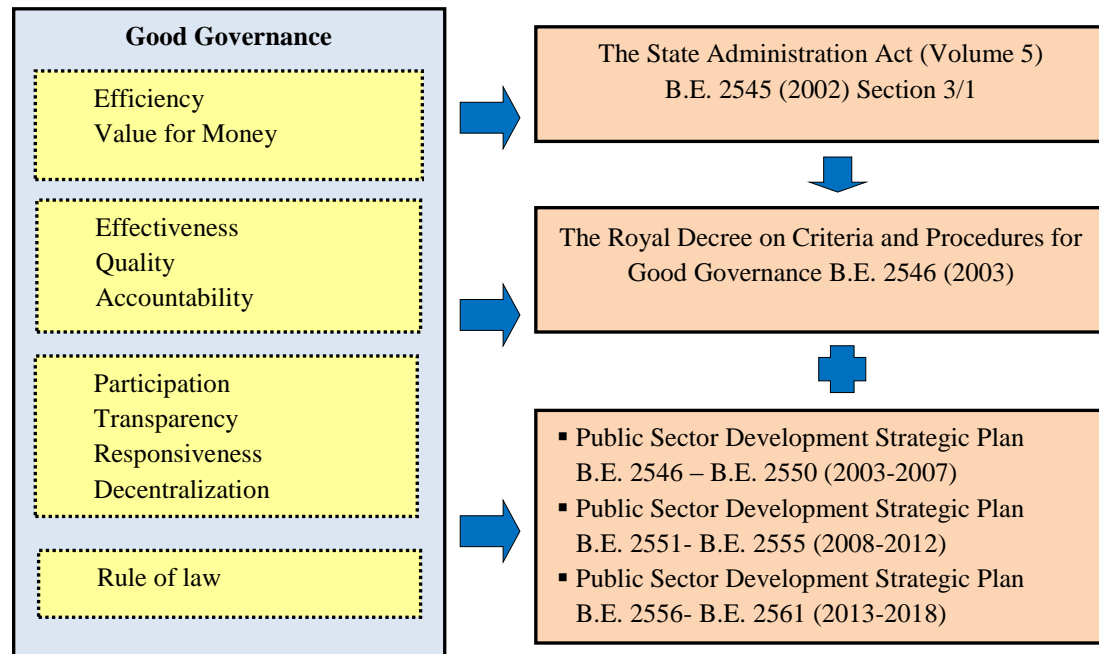 Good Governance
Efficiency
Value for Money
Effectiveness
Quality
Accountability
Participation
Transparency
Responsiveness
Decentralization
Rule of law
The State Administration Act (Volume 5)
B.E. 2545 (2002) Section 3/1
The Royal Decree on Criteria and Procedures for
Good Governance B.E. 2546 (2003)
▪ Public Sector Development Strategic Plan
B.E. 2546 – B.E. 2550 (2003-2007)
▪ Public Sector Development Strategic Plan
B.E. 2551- B.E. 2555 (2008-2012)
▪ Public Sector Development Strategic Plan
B.E. 2556- B.E. 2561 (2013-2018)